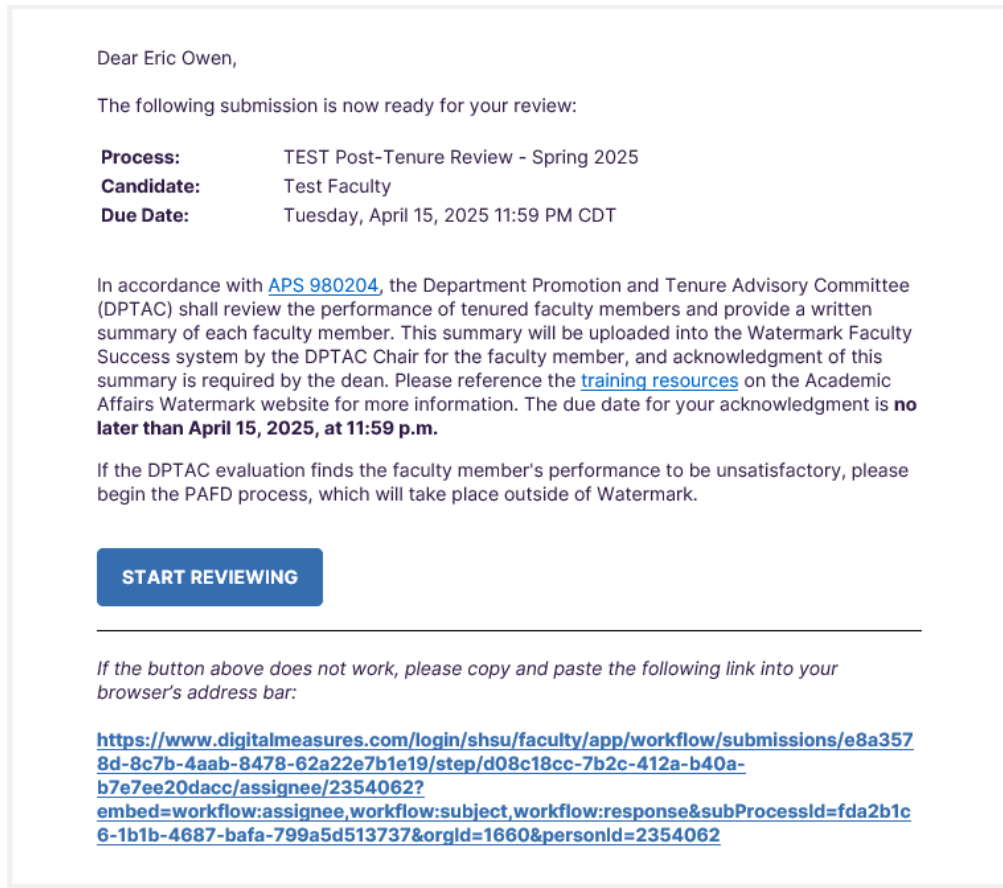 Dear Eric Owen,
The following submission is now ready for your review:
Process: TEST Post-Tenure Review - Spring 2025
Candidate: Test Faculty
Due Date: Tuesday, April 15, 2025 11:59 PM CDT
In accordance with APS 980204, the Department Promotion and Tenure Advisory Committee
(DPTAC) shall review the performance of tenured faculty members and provide a written
summary of each faculty member. This summary will be uploaded into the Watermark Faculty
Success system by the DPTAC Chair for the faculty member, and acknowledgment of this
summary is required by the dean. Please reference the training resources on the Academic
Affairs Watermark website for more information. The due date for your acknowledgment is no
later than April 15, 2025, at 11:59 p.m.
If the DPTAC evaluation finds the faculty member's performance to be unsatisfactory, please
begin the PAFD process, which will take place outside of Watermark.
START REVIEWING
If the button above does not work, please copy and paste the following link into your
browser's address bar:
https://www.digitalmeasures.com/login/shsu/faculty/app/workflow/submissions/e8a357
8d-8c7b-4aab-8478-62a22e7b1e19/step/d08c18cc-7b2c-412a-b40a-
b7e7ee20dacc/assignee/2354062?
embed=workflow:assignee,workflow:subject,workflow:response&subProcessId=fda2b1c
6-1b1b-4687-bafa-799a5d513737&orgId=1660&personId=2354062